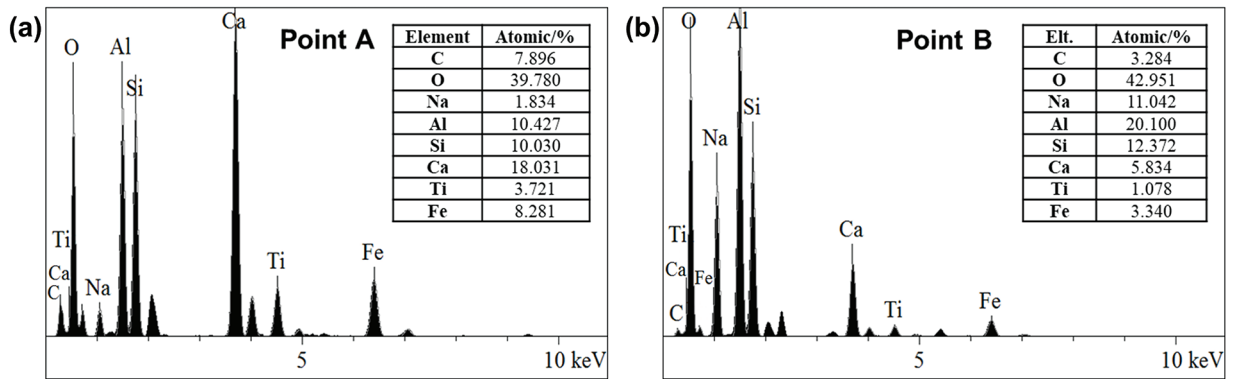 (a)
Point A
Ca
O
Al
Si
Ti
Ca
C
Na
Ti
Fe
5
10 keV
Element Atomic/%
C 7.896
O 39.780
Na 1.834
Al 10.427
Si 10.030
Ca 18.031
Ti 3.721
Fe 8.281
(b)
Point B
O
Al
Si
Na
Ti
Ca
Fe
C
Ca
Ti
Fe
5
10 keV
Elt. Atomic/%
C 3.284
O 42.951
Na 11.042
Al 20.100
Si 12.372
Ca 5.834
Ti 1.078
Fe 3.340